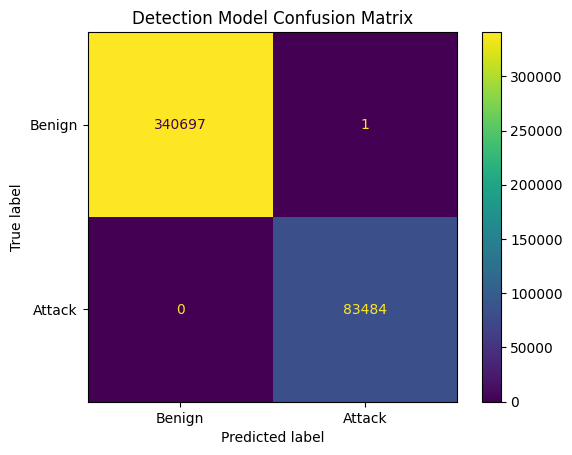 Detection Model Confusion Matrix
True label
Benign
Attack
340697
1
0
83484
Benign
Attack
Predicted label
300000
250000
200000
150000
100000
50000
0